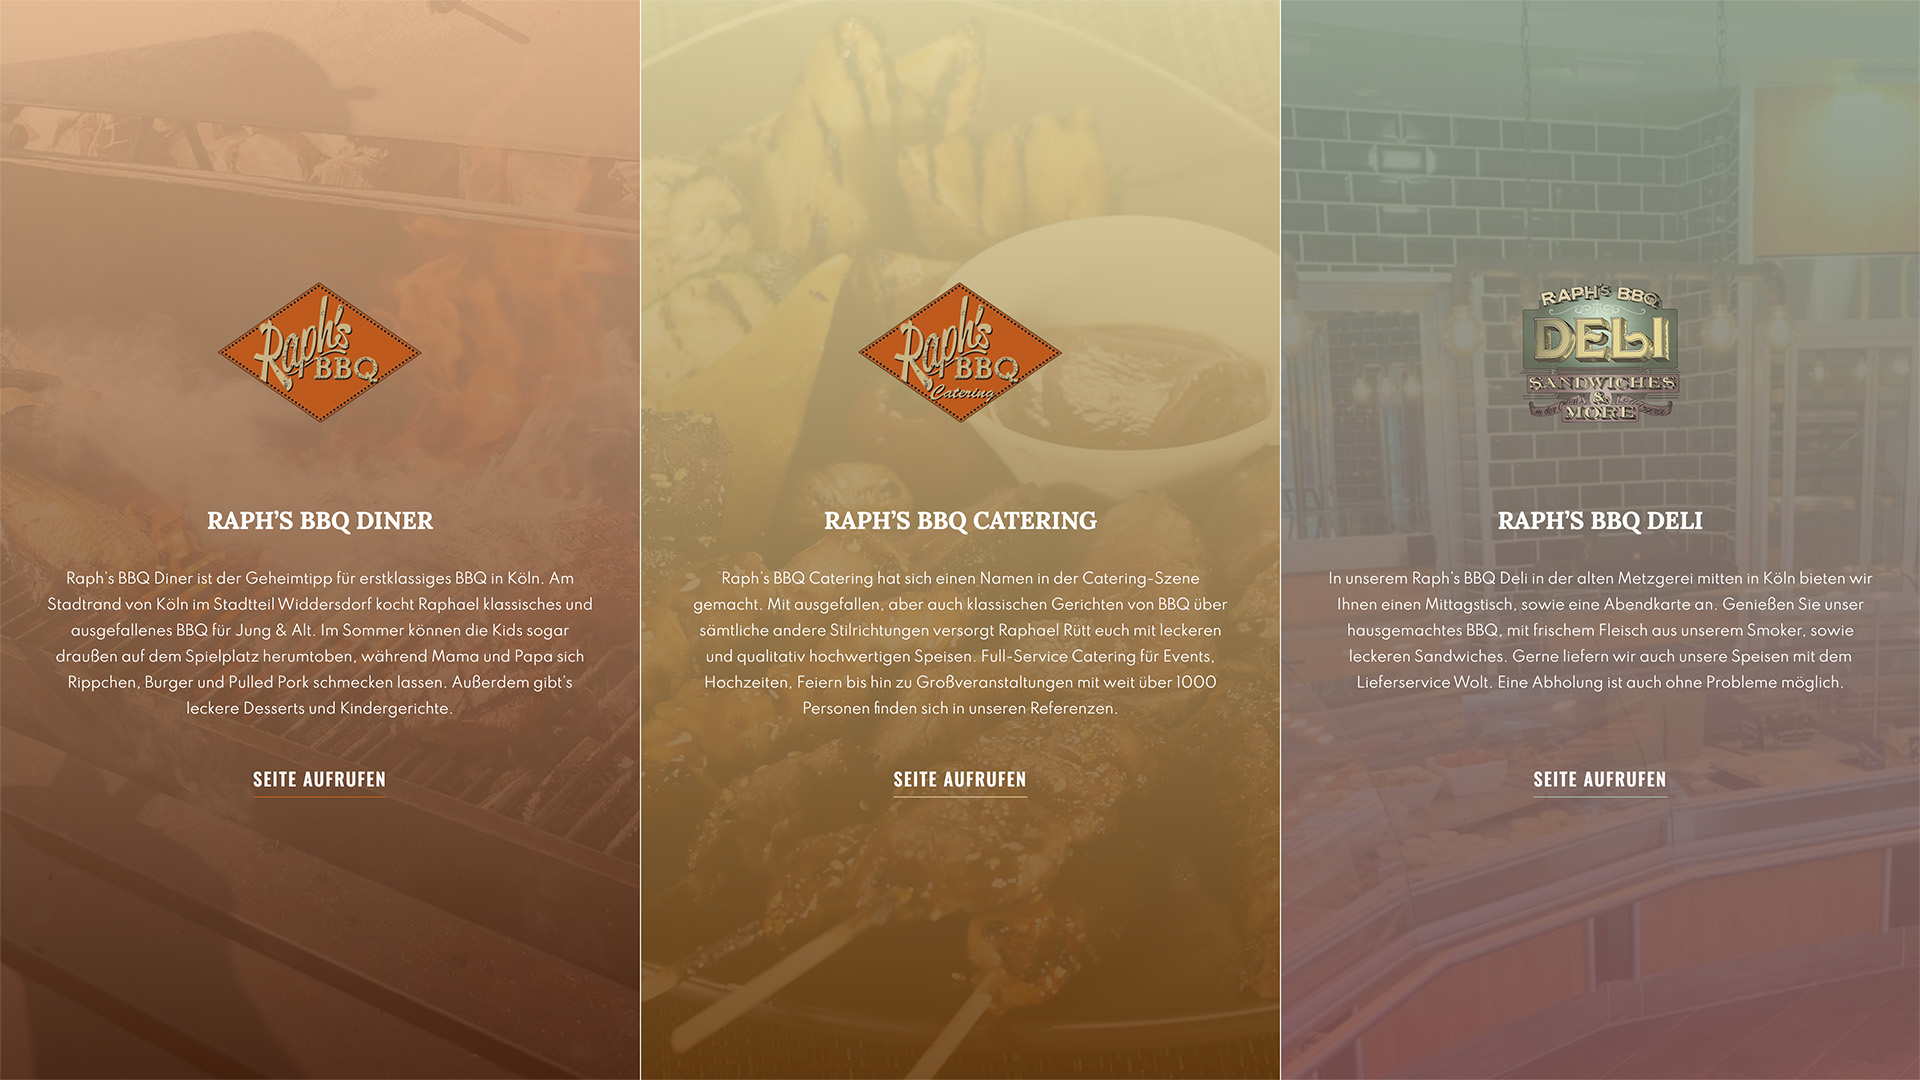 Raph's
BBQ
RAPH'S BBQ DINER
Raph's BBQ Diner ist der Geheimtipp für erstklassiges BBQ in Köln. Am
Stadtrand von Köln im Stadtteil Widdersdorf kocht Raphael klassisches und
ausgefallenes BBQ für Jung & Alt. Im Sommer können die Kids sogar
draußen auf dem Spielplatz herumtoben, während Mama und Papa sich
Rippchen, Burger und Pulled Pork schmecken lassen. Außerdem gibt's
leckere Desserts und Kindergerichte.
SEITE AUFRUFEN
Raph's
BBQ
Catering
RAPH'S BBQ CATERING
Raph's BBQ Catering hat sich einen Namen in der Catering-Szene
gemacht. Mit ausgefallen, aber auch klassischen Gerichten von BBQ über
sämtliche andere Stilrichtungen versorgt Raphael Rütt euch mit leckeren
und qualitativ hochwertigen Speisen. Full-Service Catering für Events,
Hochzeiten, Feiern bis hin zu Großveranstaltungen mit weit über 1000
Personen finden sich in unseren Referenzen.
SEITE AUFRUFEN
RAPH'S BBQ
DELI
SANDWICHES
&
MORE
RAPH'S BBQ DELI
In unserem Raph's BBQ Deli in der alten Metzgerei mitten in Köln bieten wir
Ihnen einen Mittagstisch, sowie eine Abendkarte an. Genießen Sie unser
hausgemachtes BBQ, mit frischem Fleisch aus unserem Smoker, sowie
leckeren Sandwiches. Gerne liefern wir auch unsere Speisen mit dem
Lieferservice Wolt. Eine Abholung ist auch ohne Probleme möglich.
SEITE AUFRUFEN